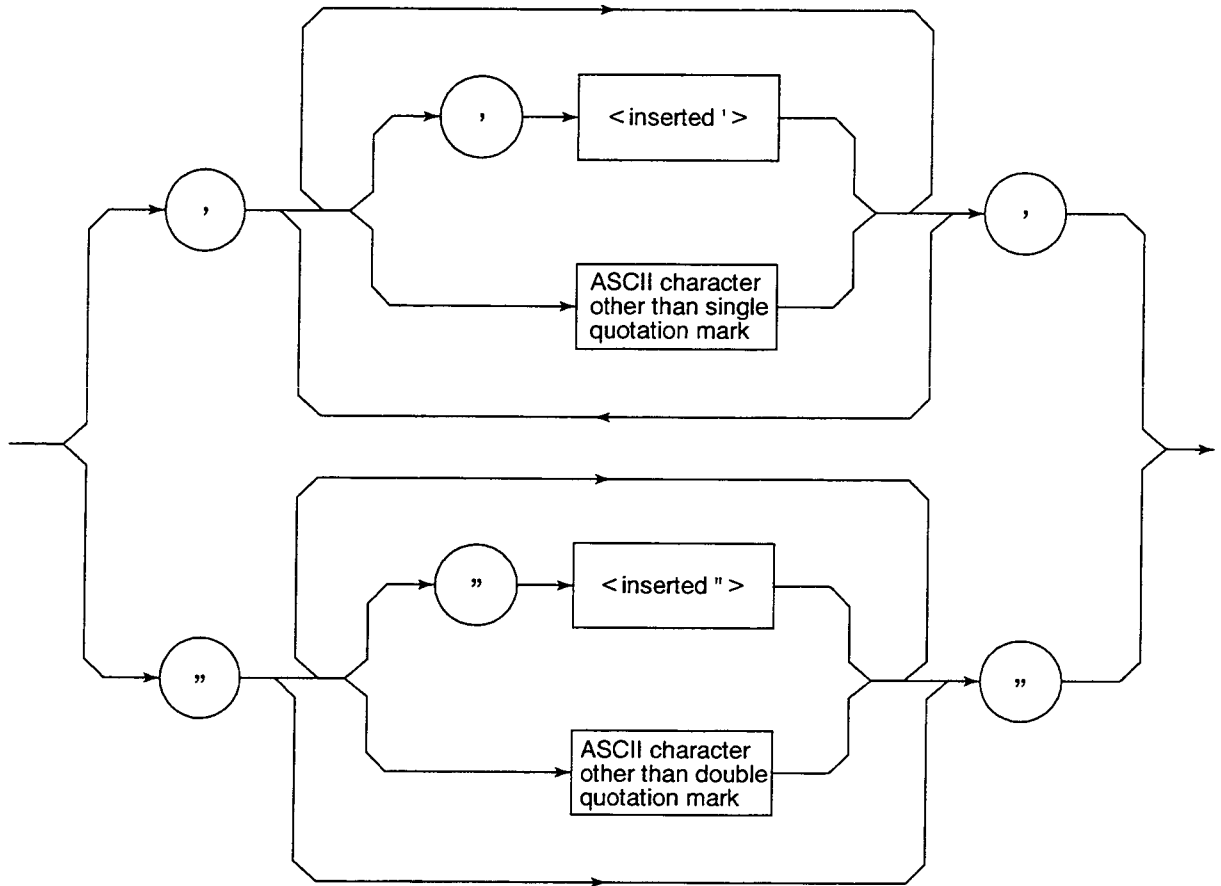 ’
<inserted '>
’
’
ASCII character
other than single
quotation mark
”
<inserted ">
”
”
ASCII character
other than double
quotation mark